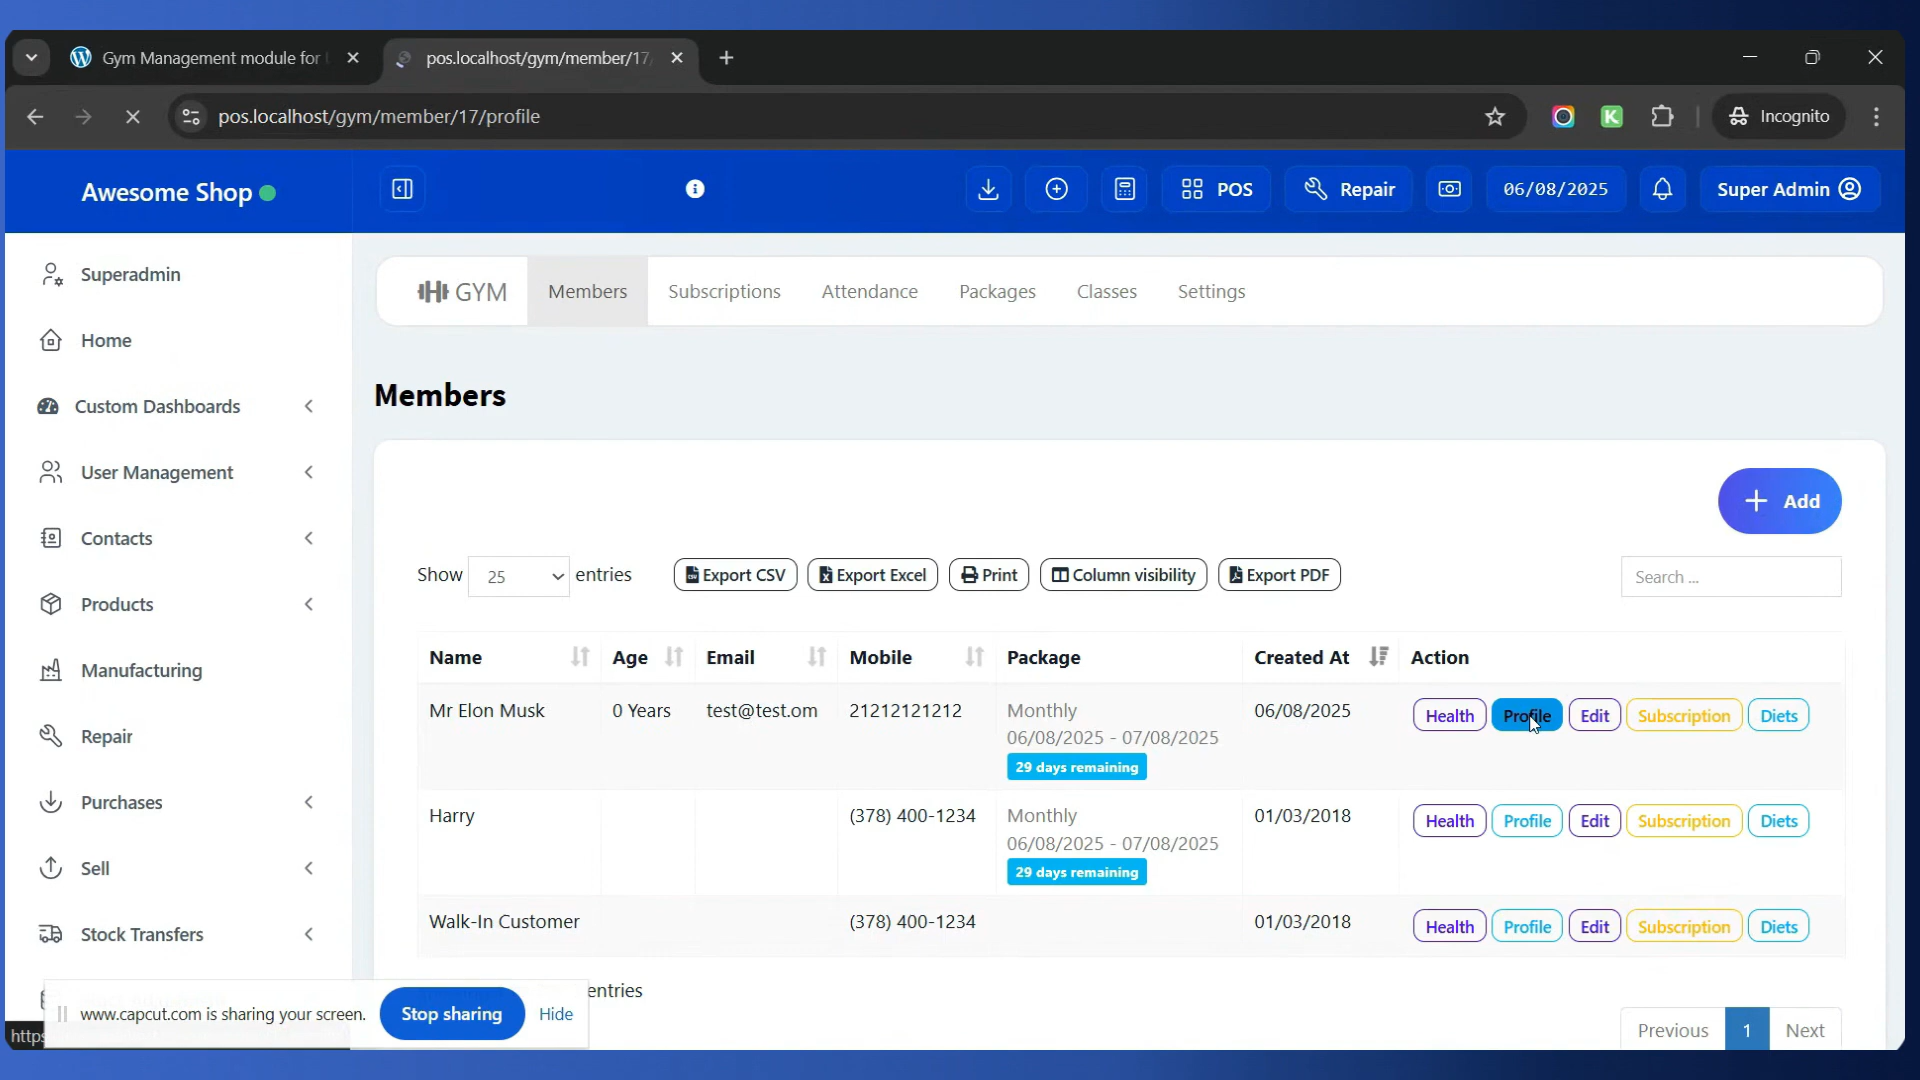 Gym Management module for
pos.localhost/gym/member/17/
pos.localhost/gym/member/17/profile
Incognito
Awesome Shop
POS
Repair
06/08/2025
Super Admin
Superadmin
Home
Custom Dashboards
User Management
Contacts
Products
Manufacturing
Repair
Purchases
Sell
Stock Transfers
GYM
Members
Subscriptions
Attendance
Packages
Classes
Settings
Members
+ Add
Show 25 entries
Export CSV
Export Excel
Print
Column visibility
Export PDF
Search ...
Name Age Email Mobile Package Created At Action
Mr Elon Musk 0 Years test@test.om 21212121212 Monthly 06/08/2025 Health Profile Edit Subscription Diets
06/08/2025 - 07/08/2025
29 days remaining
Harry (378) 400-1234 Monthly 01/03/2018 Health Profile Edit Subscription Diets
06/08/2025 - 07/08/2025
29 days remaining
Walk-In Customer (378) 400-1234 01/03/2018 Health Profile Edit Subscription Diets
entries
www.capcut.com is sharing your screen. Stop sharing Hide
https
Previous 1 Next